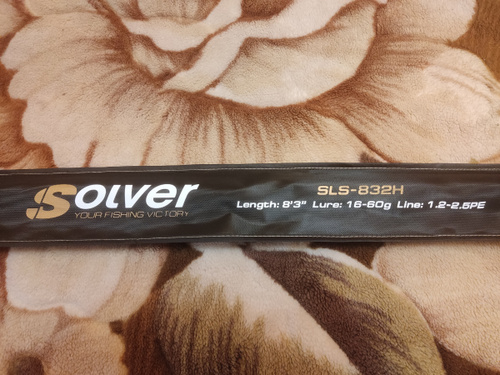 Solver
YOUR FISHING VICTORY
SLS-832H
Length: 8'3" Lure: 16-60g Line: 1.2-2.5PE